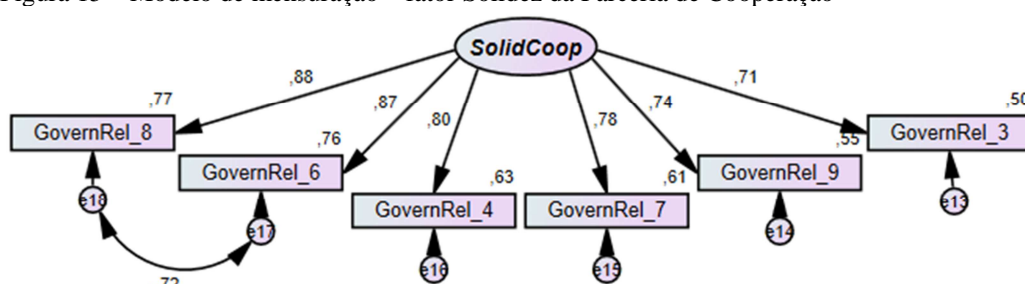 SolidCoop
,88
,87
,80
,78
,74
,71
,77
GovernRel_8
,76
GovernRel_6
,63
GovernRel_4
,61
GovernRel_7
,55
GovernRel_9
,50
GovernRel_3
e18
e17
e16
e15
e14
e13